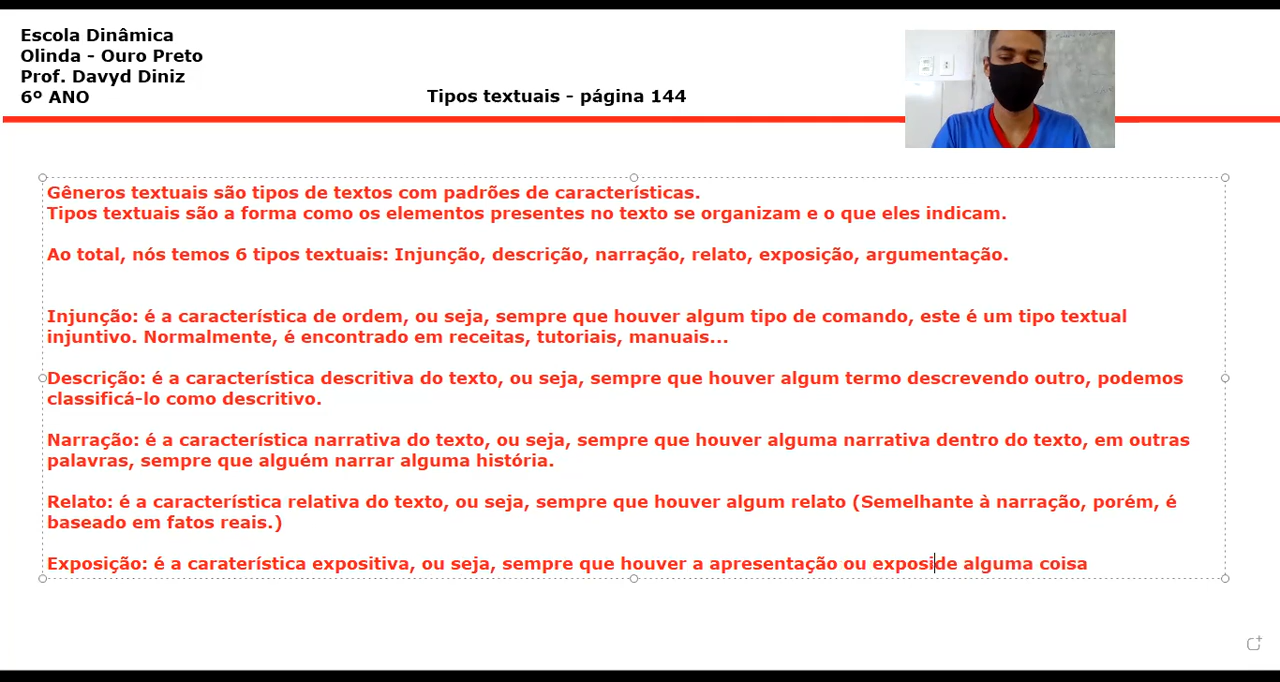 Escola Dinâmica
Olinda - Ouro Preto
Prof. Davyd Diniz
6º ANO
Tipos textuais - página 144
Gêneros textuais são tipos de textos com padrões de características.
Tipos textuais são a forma como os elementos presentes no texto se organizam e o que eles indicam.
Ao total, nós temos 6 tipos textuais: Injunção, descrição, narração, relato, exposição, argumentação.
Injunção: é a característica de ordem, ou seja, sempre que houver algum tipo de comando, este é um tipo textual
injuntivo. Normalmente, é encontrado em receitas, tutoriais, manuais...
Descrição: é a característica descritiva do texto, ou seja, sempre que houver algum termo descrevendo outro, podemos
classificá-lo como descritivo.
Narração: é a característica narrativa do texto, ou seja, sempre que houver alguma narrativa dentro do texto, em outras
palavras, sempre que alguém narrar alguma história.
Relato: é a característica relativa do texto, ou seja, sempre que houver algum relato (Semelhante à narração, porém, é
baseado em fatos reais.)
Exposição: é a caraterística expositiva, ou seja, sempre que houver a apresentação ou exposide alguma coisa